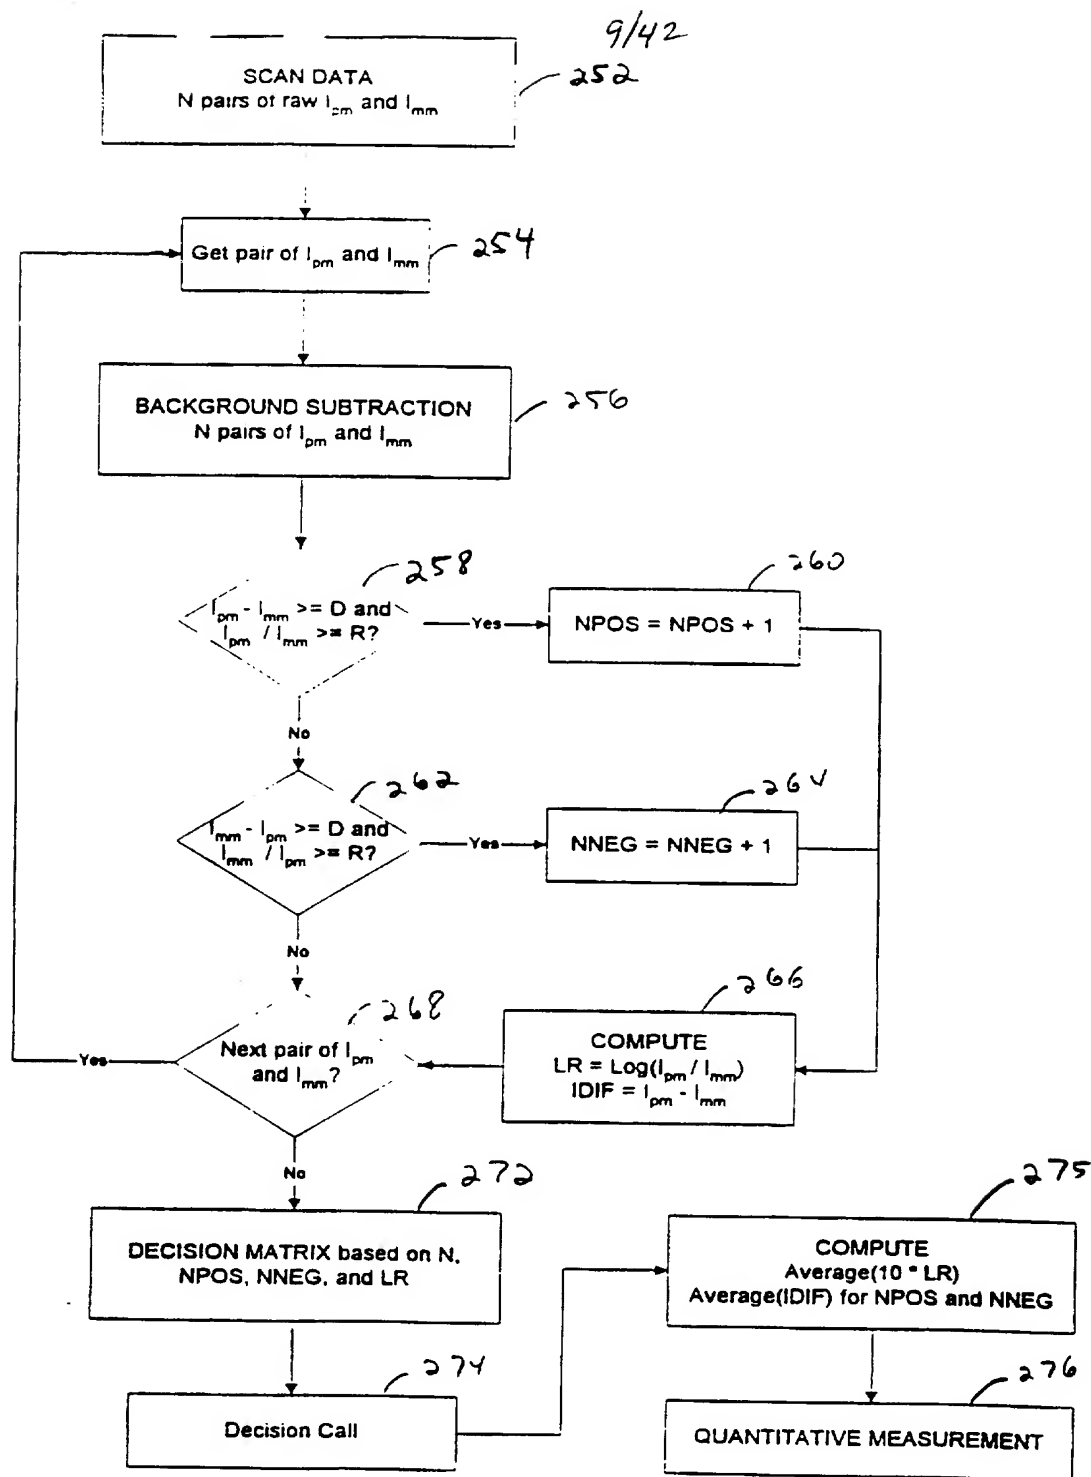 9/42
SCAN DATA
N pairs of raw Ipm and Imm
252
Get pair of Ipm and Imm
254
BACKGROUND SUBTRACTION
N pairs of Ipm and Imm
256
258
Ipm - Imm >= D and
Ipm / Imm >= R?
Yes
260
NPOS = NPOS + 1
No
262
Imm - Ipm >= D and
Imm / Ipm >= R?
Yes
264
NNEG = NNEG + 1
No
268
Next pair of Ipm
and Imm?
Yes
266
COMPUTE
LR = Log(Ipm / Imm)
IDIF = Ipm - Imm
No
272
DECISION MATRIX based on N,
NPOS, NNEG, and LR
275
COMPUTE
Average(10 * LR)
Average(IDIF) for NPOS and NNEG
274
Decision Call
276
QUANTITATIVE MEASUREMENT